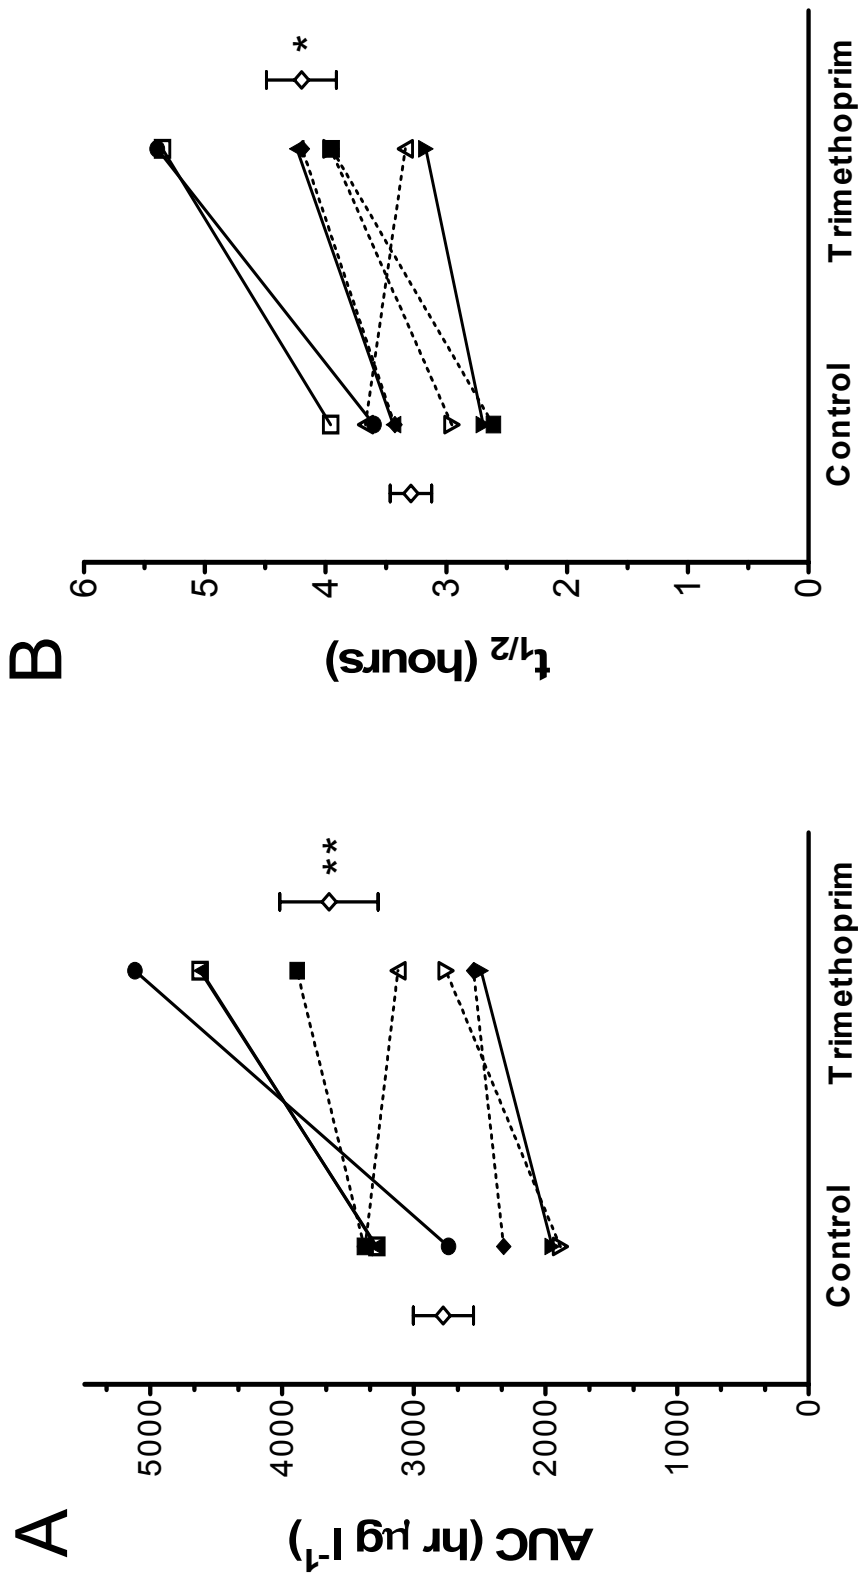 A
AUC (hr µg l-1)
5000
4000
3000
2000
1000
0
**
Control Trimethoprim
B
t1/2 (hours)
6
5
4
3
2
1
0
*
Control Trimethoprim